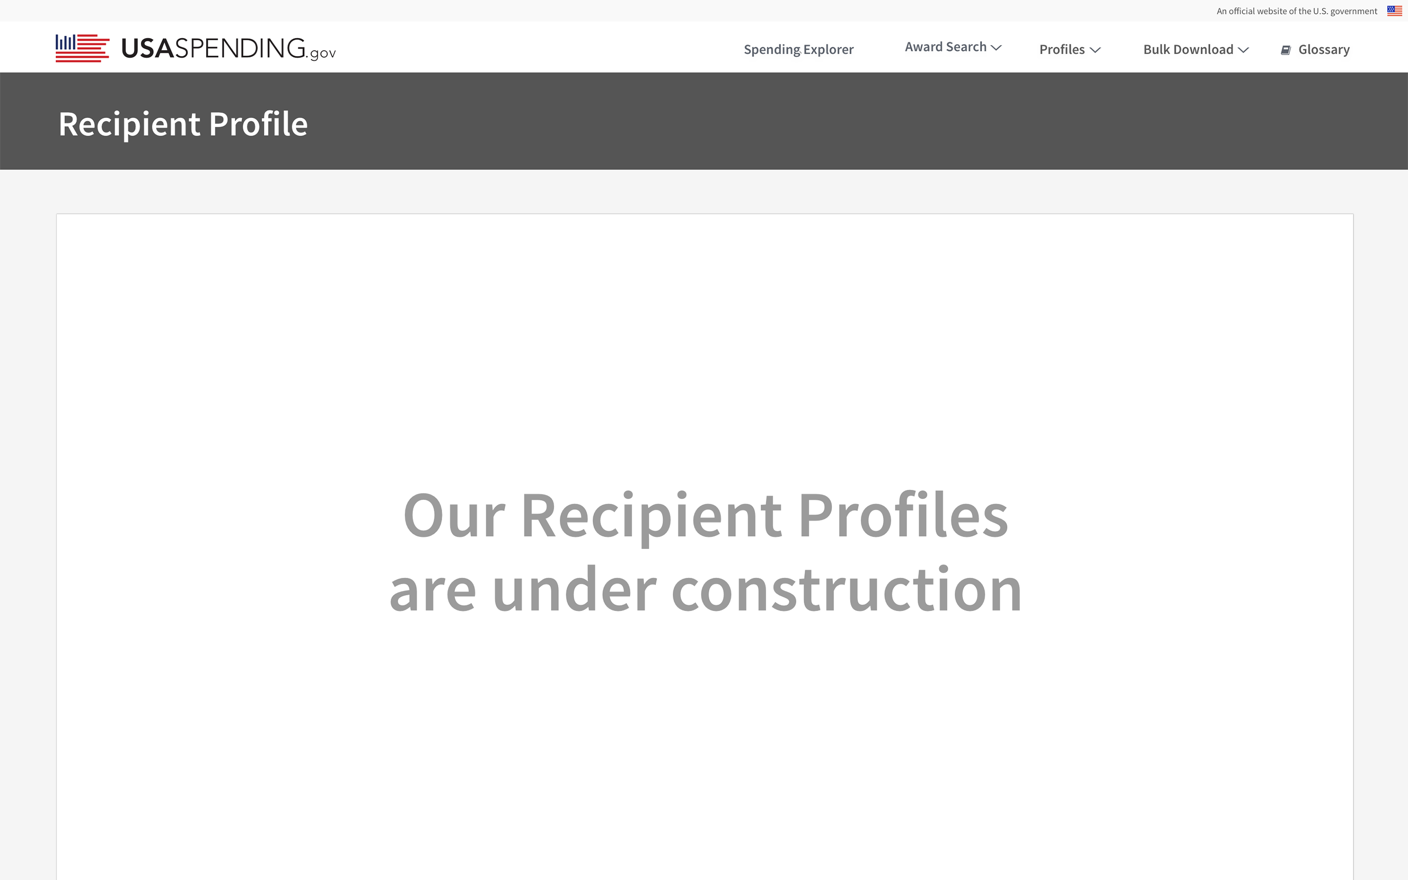 An official website of the U.S. government
USASPENDING.gov
Spending Explorer
Award Search
Profiles
Bulk Download
Glossary
Recipient Profile
Our Recipient Profiles
are under construction